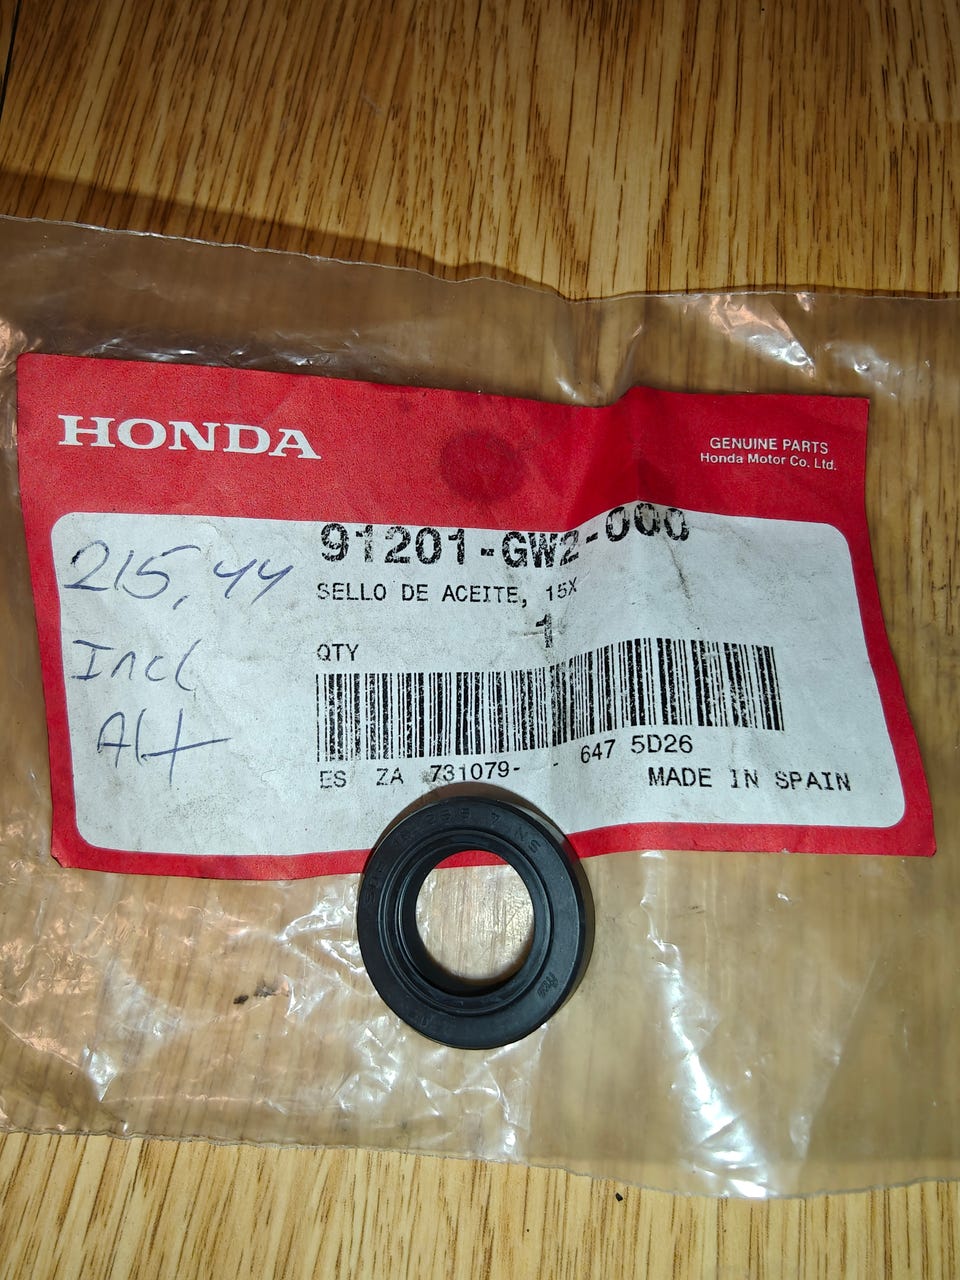 HONDA
GENUINE PARTS
Honda Motor Co. Ltd.
91201-GW2-000
SELLO DE ACEITE, 15X
1
QTY
215,44
Incl
Alt
ES ZA 731079- - 647 5D26
MADE IN SPAIN